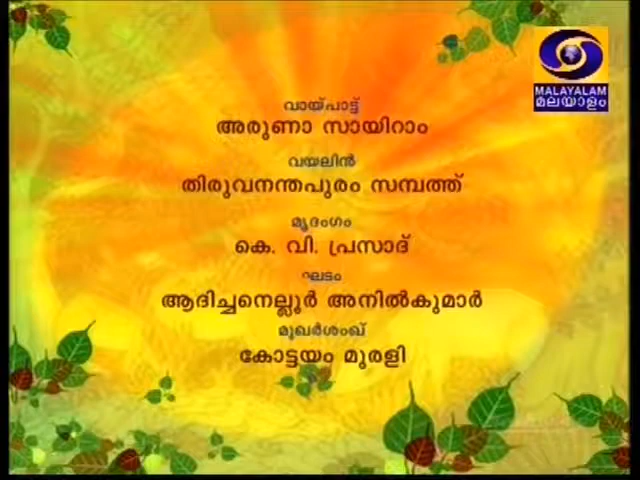 MALAYALAM
മലയാളം
വായ്പാട്ട്
അരുണാ സായിറാം
വയലിൻ
തിരുവനന്തപുരം സമ്പത്ത്
മൃദംഗം
കെ. വി. പ്രസാദ്
ഘടം
ആദിച്ചനെല്ലൂർ അനിൽകുമാർ
മുഖർശംഖ്
കോട്ടയം മുരളി